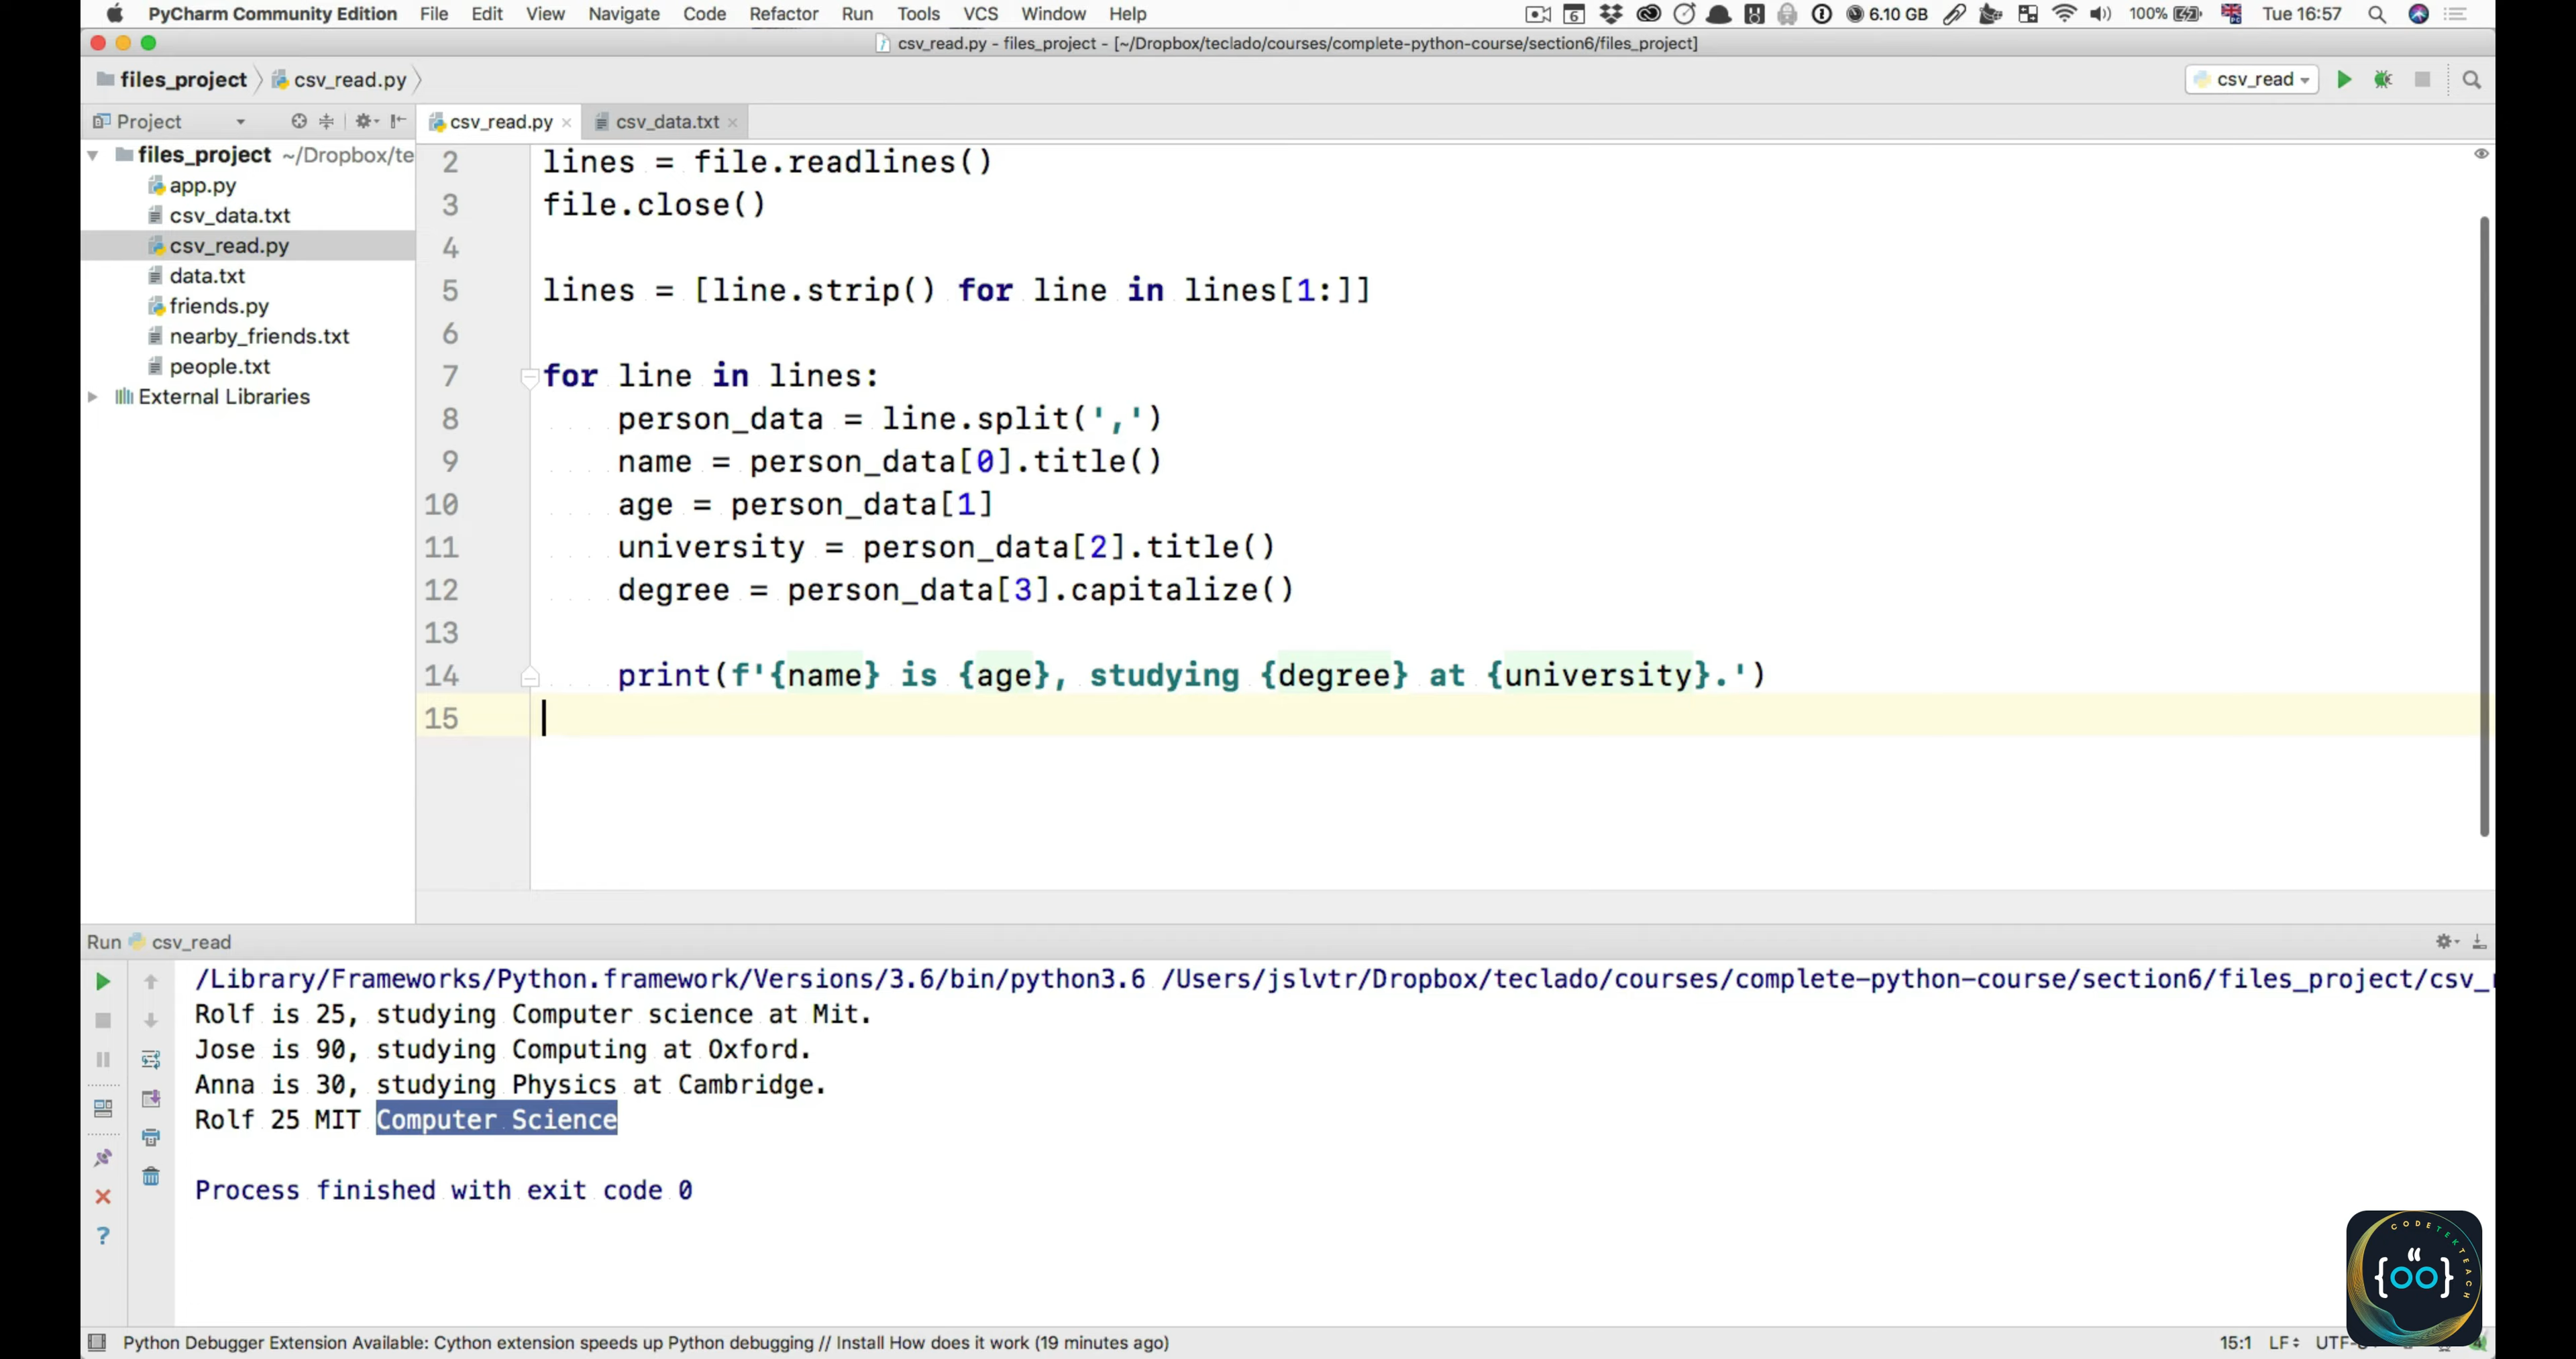 PyCharm Community Edition File Edit View Navigate Code Refactor Run Tools VCS Window Help 6 6.10 GB 100% Tue 16:57
csv_read.py - files_project - [~/Dropbox/teclado/courses/complete-python-course/section6/files_project]
files_project csv_read.py csv_read
Project csv_read.py csv_data.txt
files_project ~/Dropbox/te
app.py
csv_data.txt
csv_read.py
data.txt
friends.py
nearby_friends.txt
people.txt
External Libraries
2 lines = file.readlines()
3 file.close()
4
5 lines = [line.strip() for line in lines[1:]]
6
7 for line in lines:
8 person_data = line.split(',')
9 name = person_data[0].title()
10 age = person_data[1]
11 university = person_data[2].title()
12 degree = person_data[3].capitalize()
13
14 print(f'{name} is {age}, studying {degree} at {university}.')
15
Run csv_read
/Library/Frameworks/Python.framework/Versions/3.6/bin/python3.6 /Users/jslvtr/Dropbox/teclado/courses/complete-python-course/section6/files_project/csv_
Rolf is 25, studying Computer science at Mit.
Jose is 90, studying Computing at Oxford.
Anna is 30, studying Physics at Cambridge.
Rolf 25 MIT Computer Science
Process finished with exit code 0
CODETEKTEACH
Python Debugger Extension Available: Cython extension speeds up Python debugging // Install How does it work (19 minutes ago) 15:1 LF